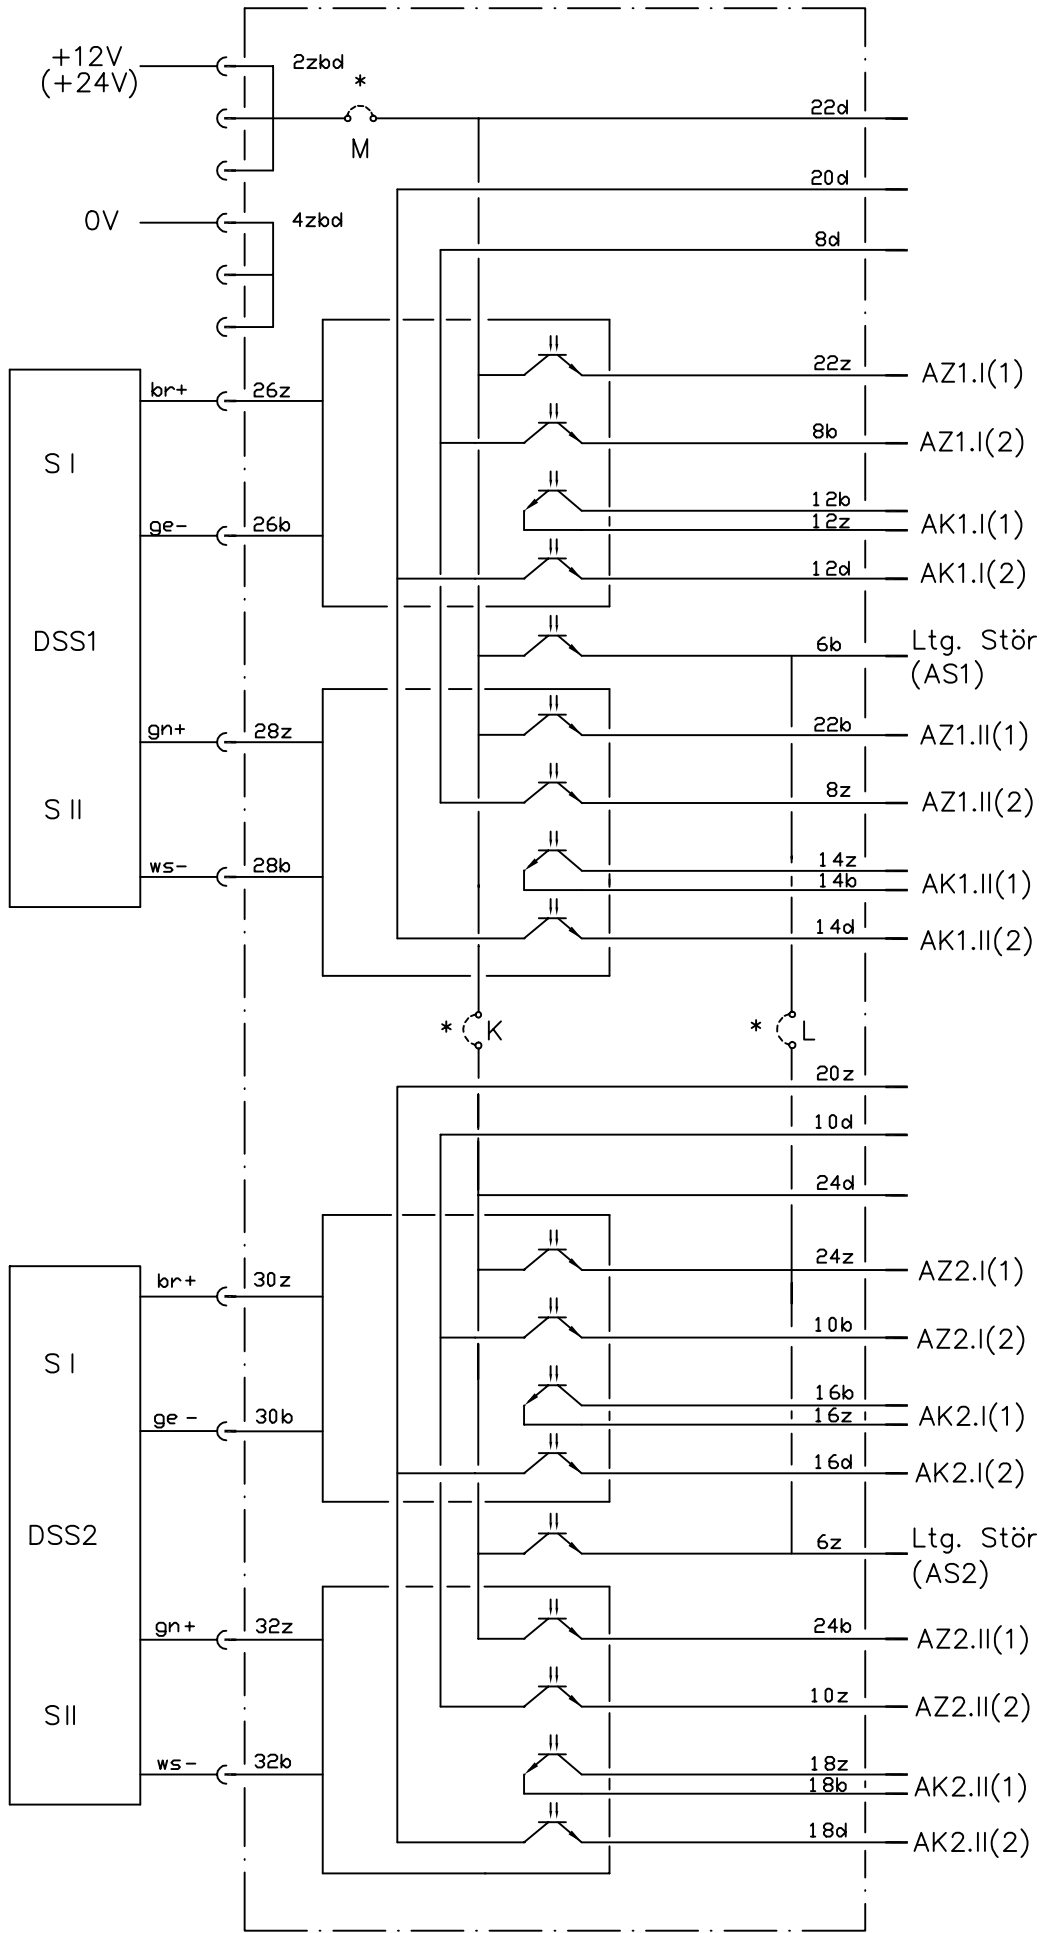 +12V
(+24V)
2zbd
*
M
22d
20d
0V
4zbd
8d
22z
AZ1.I(1)
br+
26z
8b
AZ1.I(2)
S I
12b
12z
AK1.I(1)
ge-
26b
12d
AK1.I(2)
DSS1
6b
Ltg. Stör
(AS1)
gn+
28z
22b
AZ1.II(1)
8z
AZ1.II(2)
S II
ws-
28b
14z
14b
AK1.II(1)
14d
AK1.II(2)
* K
* L
20z
10d
24d
24z
AZ2.I(1)
br+
30z
10b
AZ2.I(2)
S I
16b
16z
AK2.I(1)
ge -
30b
16d
AK2.I(2)
DSS2
6z
Ltg. Stör
(AS2)
gn+
32z
24b
AZ2.II(1)
10z
AZ2.II(2)
SII
ws-
32b
18z
18b
AK2.II(1)
18d
AK2.II(2)